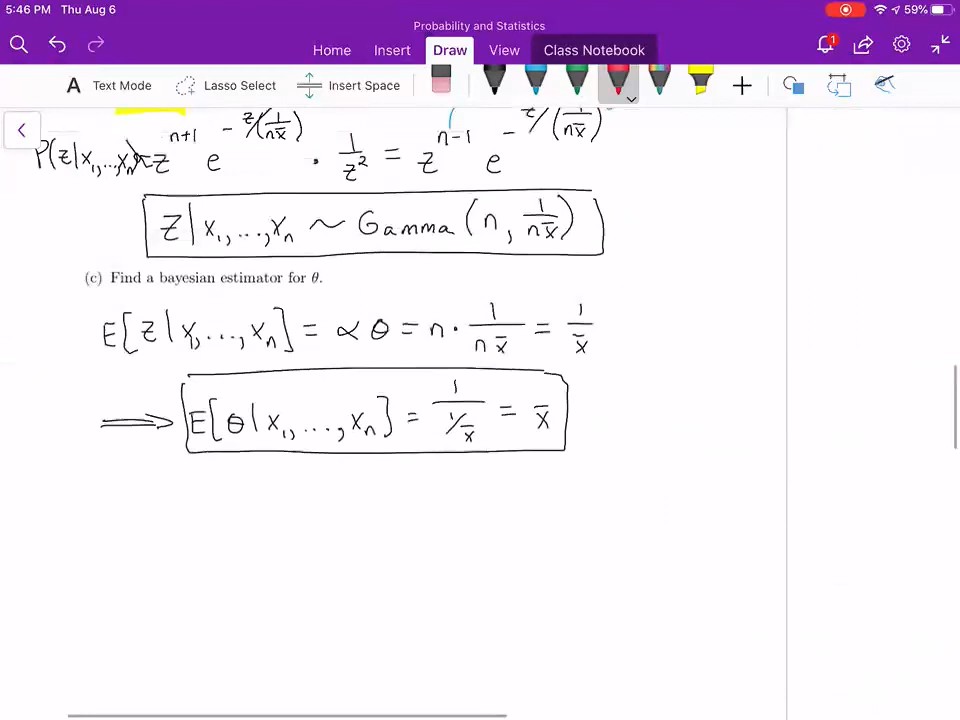 5:46 PM Thu Aug 6
59%
Probability and Statistics
Home Insert Draw View Class Notebook
1
Text Mode Lasso Select Insert Space
P(z|x₁,...,xₙ) ∝ z^(n+1) e^(-z/(1/(nx̄))) · 1/z² = z^(n-1) e^(-z/(1/(nx̄)))
Z|x₁,...,xₙ ~ Gamma(n, 1/(nx̄))
(c) Find a bayesian estimator for θ.
E[Z|x₁,...,xₙ] = αθ = n · 1/(nx̄) = 1/x̄
⟹ E[θ|x₁,...,xₙ] = 1/(1/x̄) = x̄